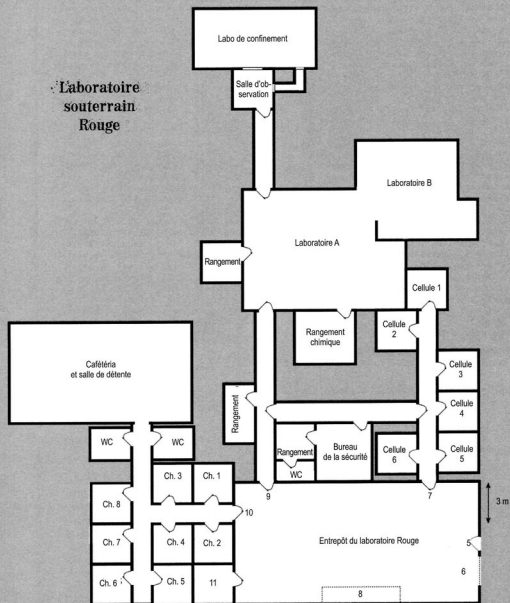 Labo de confinement
Laboratoire
souterrain
Rouge
Salle d'ob-
servation
Laboratoire B
Laboratoire A
Rangement
Cellule 1
Rangement
chimique
Cellule
2
Cafétéria
et salle de détente
Cellule
3
Rangement
Cellule
4
WC
WC
Rangement
Bureau
de la sécurité
Cellule
6
Cellule
5
WC
Ch. 3
Ch. 1
Ch. 8
9
7
3 m
10
Ch. 7
Ch. 4
Ch. 2
Entrepôt du laboratoire Rouge
5
Ch. 6
Ch. 5
11
6
8